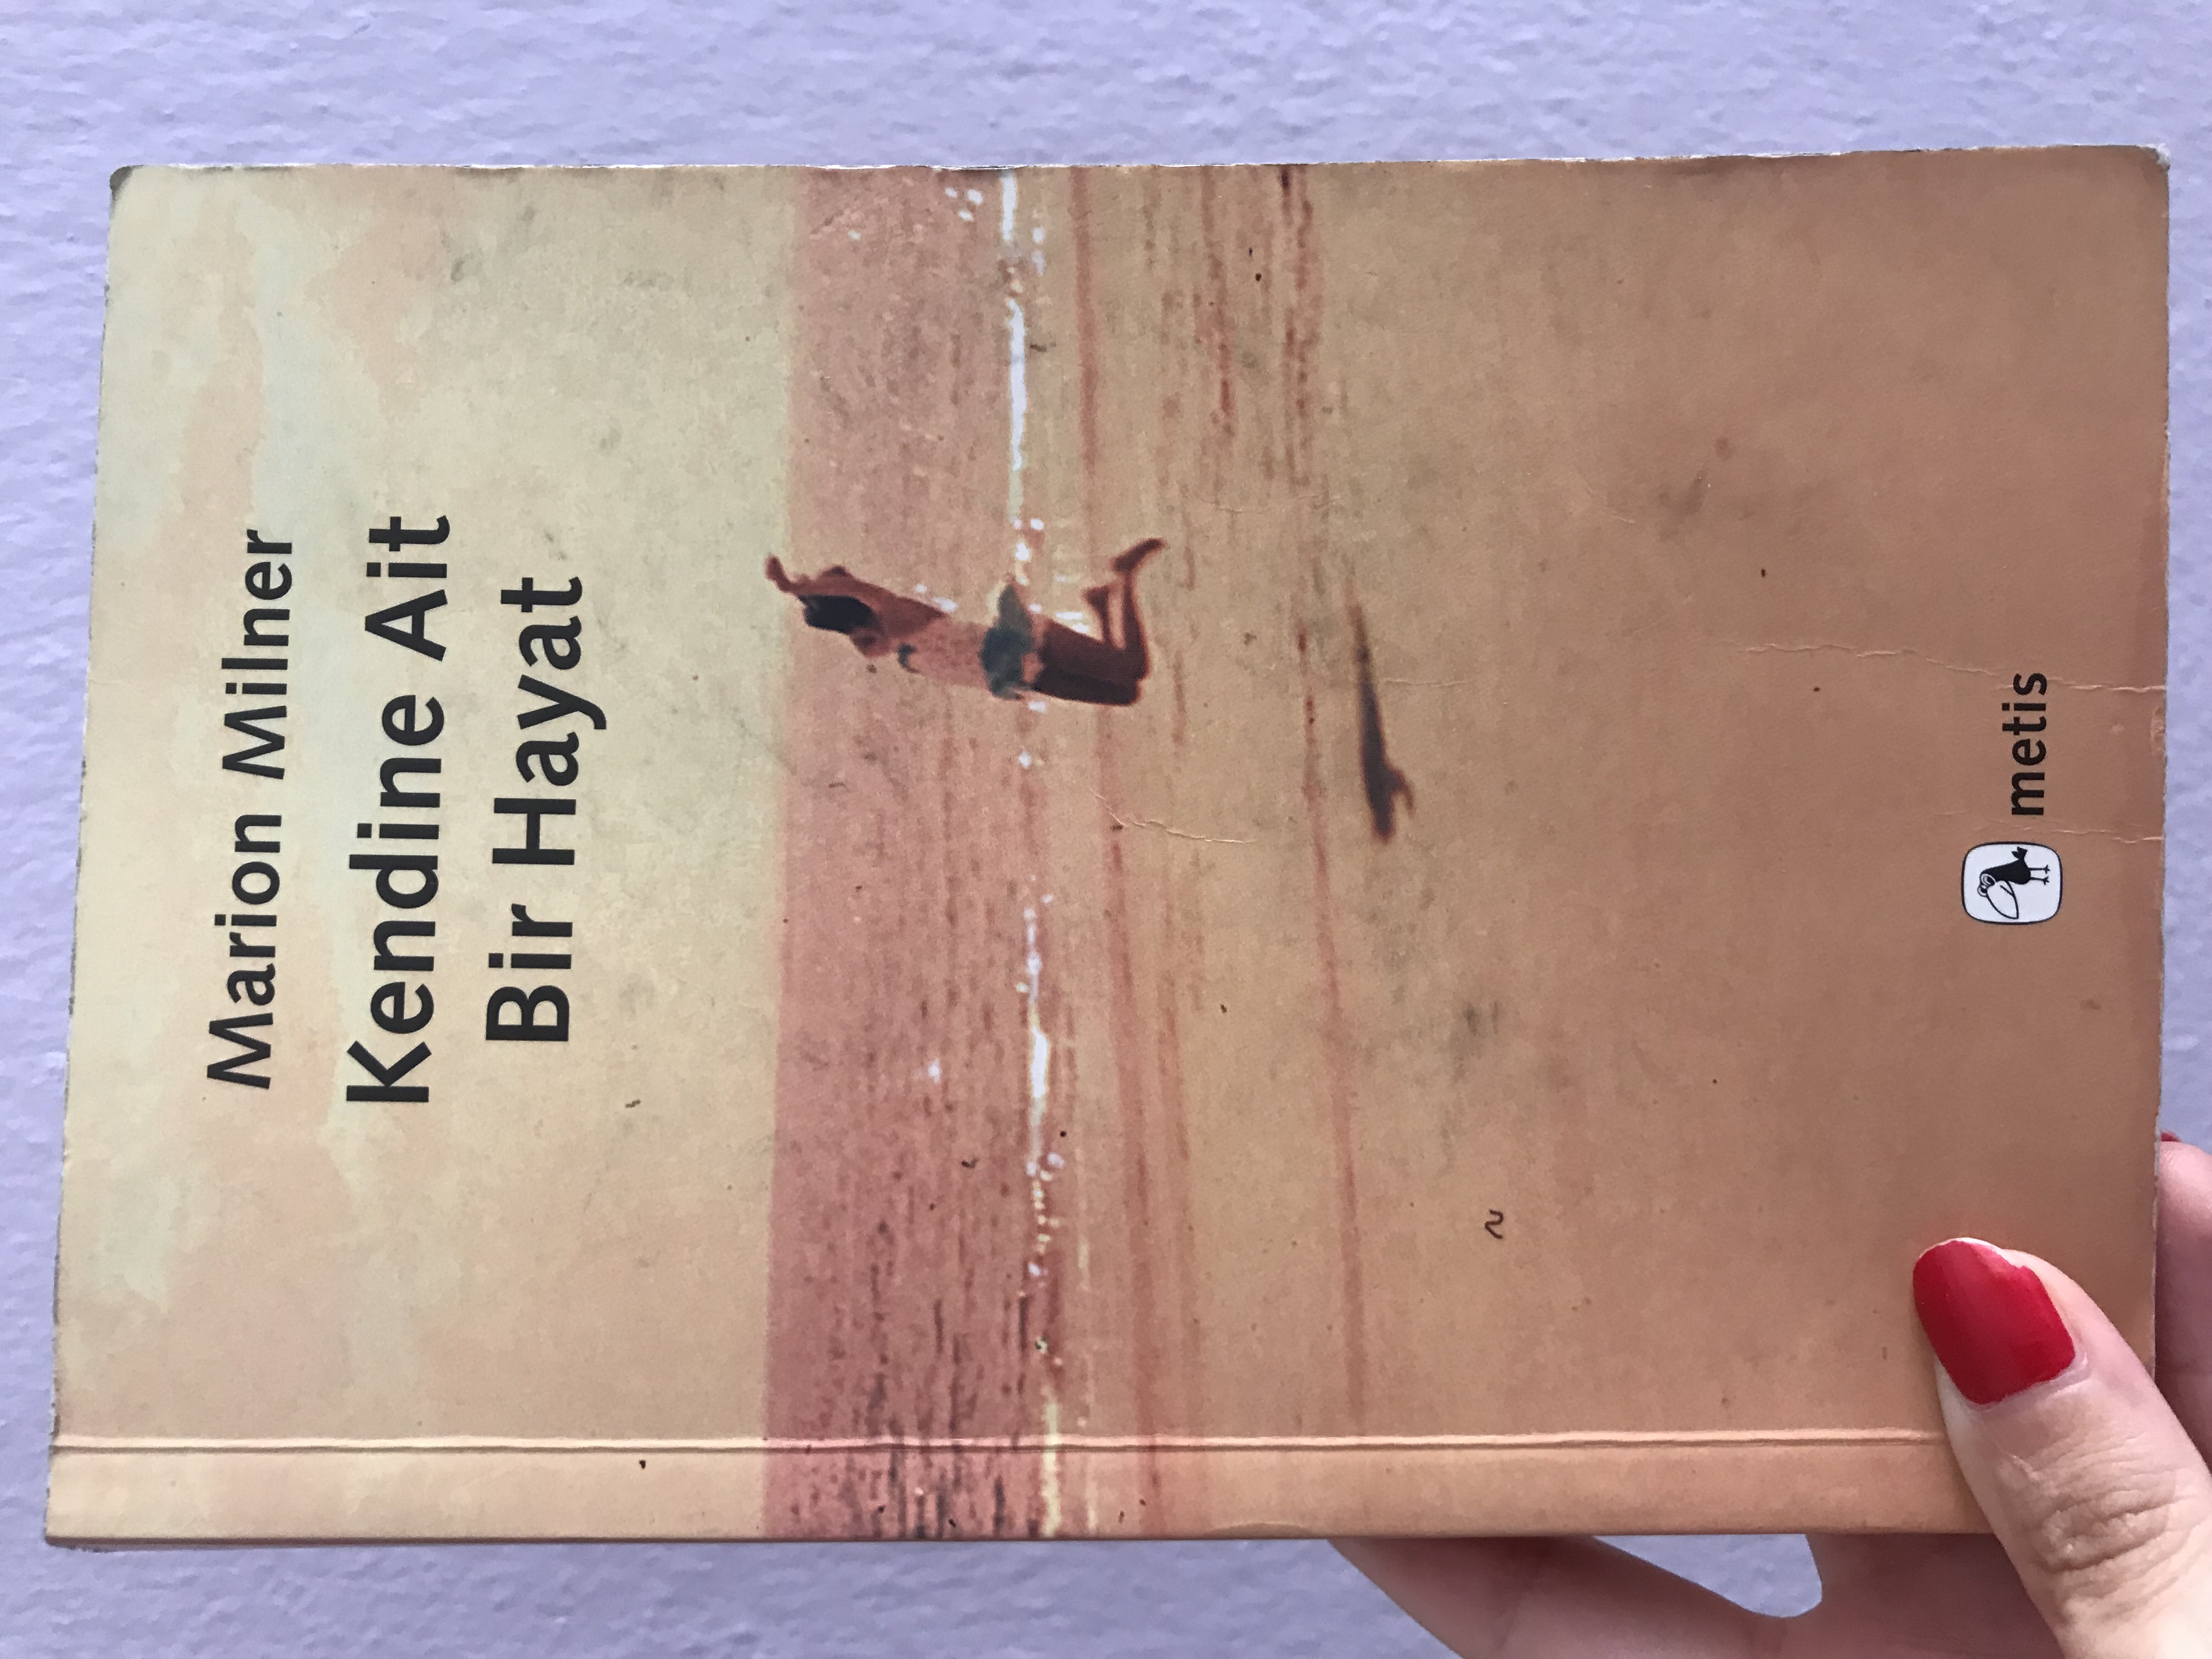 Marion Milner
Kendine Ait
Bir Hayat
metis